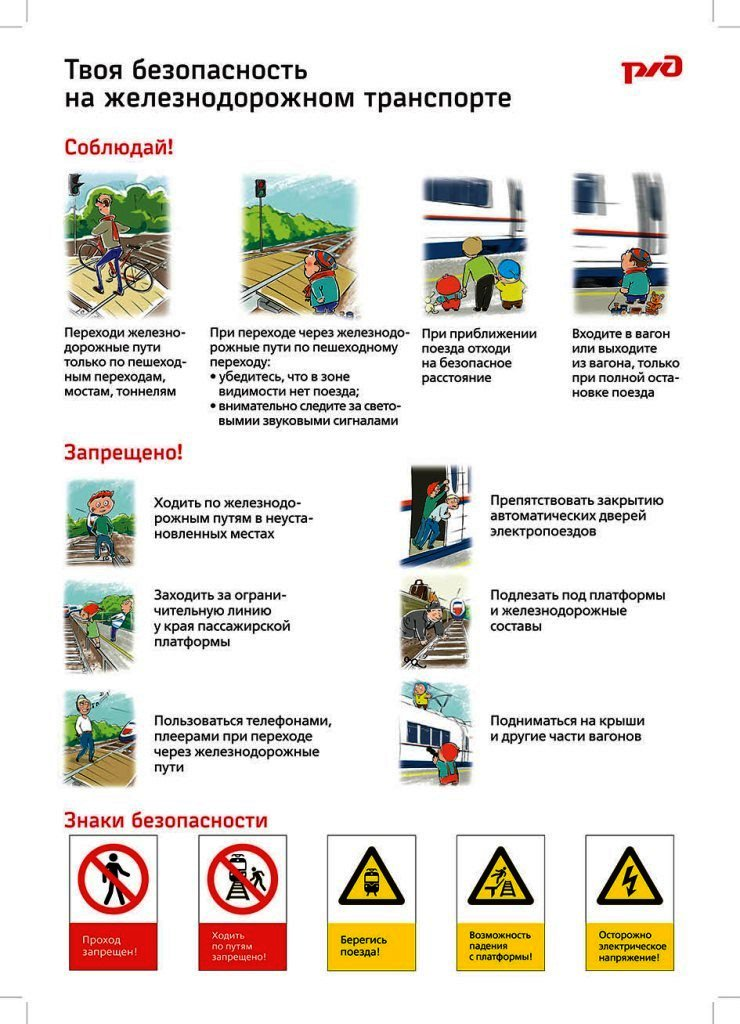 Твоя безопасность
на железнодорожном транспорте
ржд
Соблюдай!
Переходи железно-
дорожные пути
только по пешеход-
ным переходам,
мостам, тоннелям
При переходе через железнодо-
рожные пути по пешеходному
переходу:
• убедитесь, что в зоне
видимости нет поезда;
• внимательно следите за свето-
выми звуковыми сигналами
При приближении
поезда отходи
на безопасное
расстояние
Входите в вагон
или выходите
из вагона, только
при полной оста-
новке поезда
Запрещено!
Ходить по железнодо-
рожным путям в неуста-
новленных местах
Заходить за ограни-
чительную линию
у края пассажирской
платформы
Пользоваться телефонами,
плеерами при переходе
через железнодорожные
пути
Препятствовать закрытию
автоматических дверей
электропоездов
Подлезать под платформы
и железнодорожные
составы
Подниматься на крыши
и другие части вагонов
Знаки безопасности
Проход
запрещен!
Ходить
по путям
запрещено!
Берегись
поезда!
Возможность
падения
с платформы!
Осторожно
электрическое
напряжение!